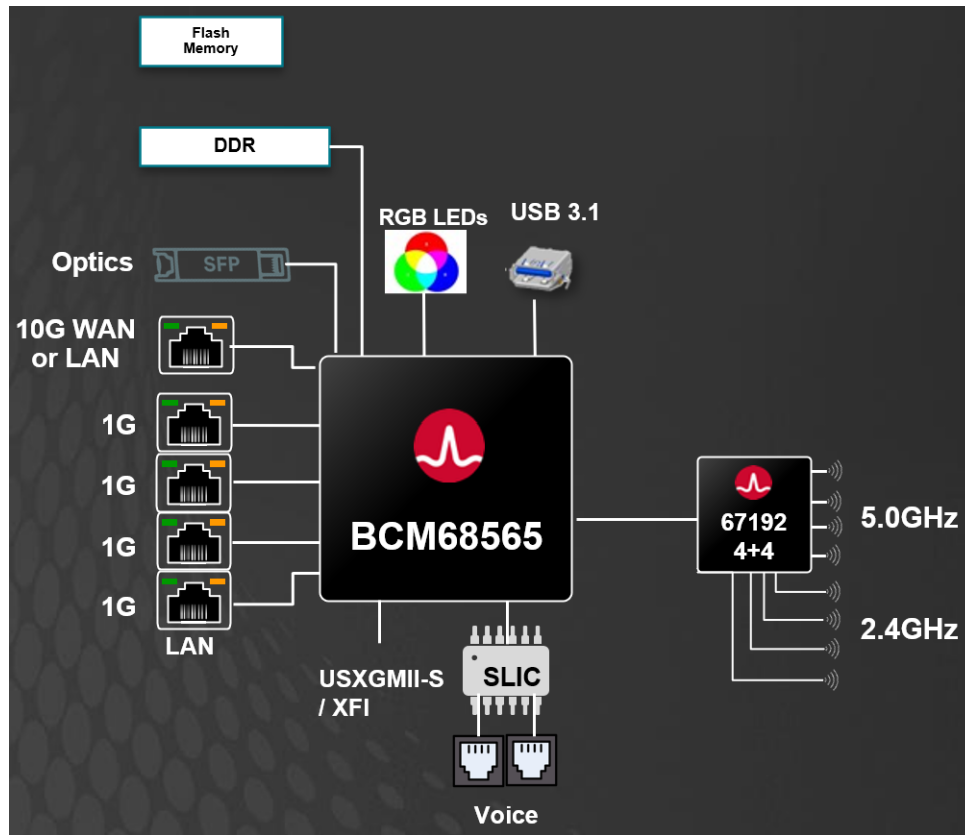 Flash
Memory
DDR
RGB LEDs
USB 3.1
Optics
SFP
10G WAN
or LAN
1G
1G
1G
1G
LAN
BCM68565
67192
4+4
5.0GHz
2.4GHz
USXGMII-S
/ XFI
SLIC
Voice